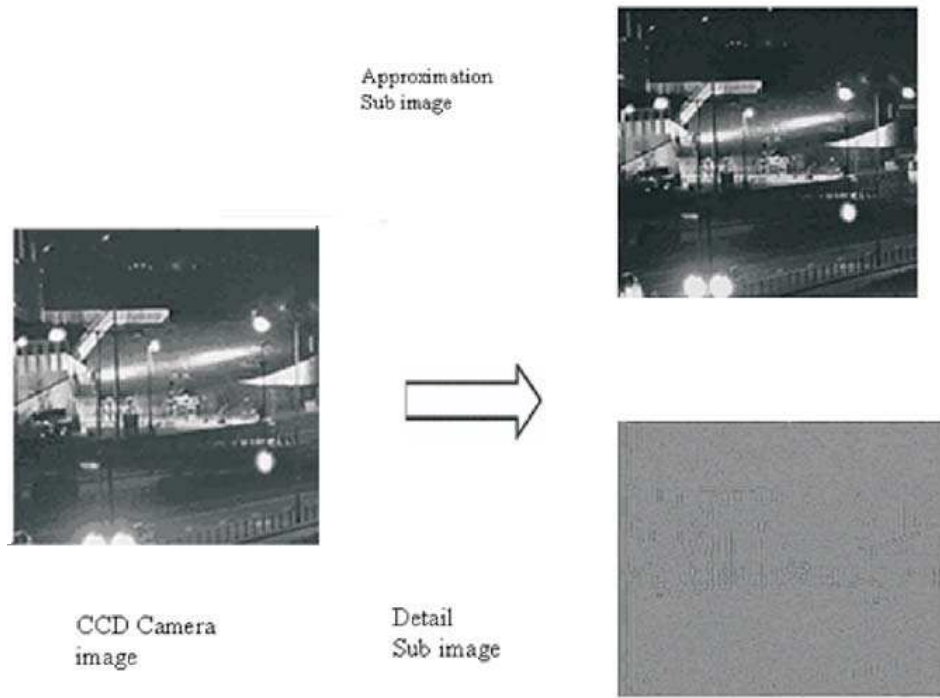 Approximation
Sub image
CCD Camera
image
Detail
Sub image